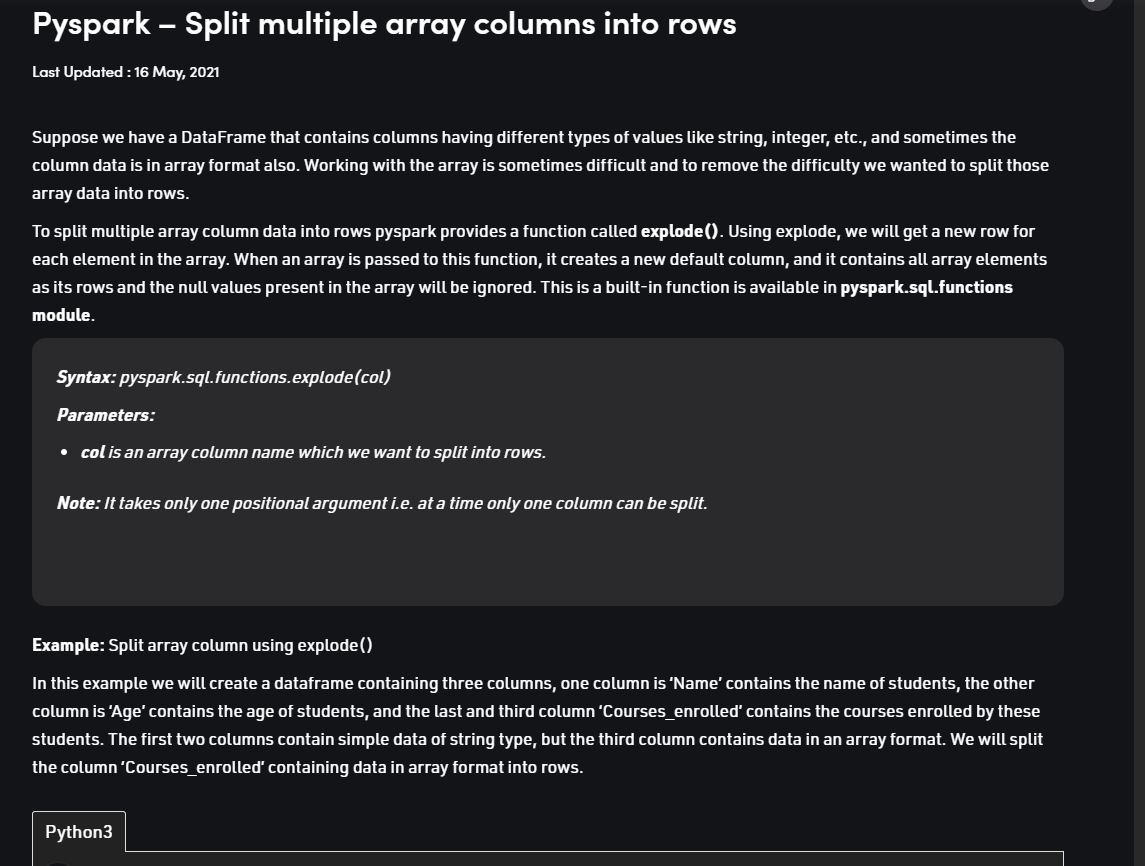 Pyspark – Split multiple array columns into rows
Last Updated : 16 May, 2021
Suppose we have a DataFrame that contains columns having different types of values like string, integer, etc., and sometimes the
column data is in array format also. Working with the array is sometimes difficult and to remove the difficulty we wanted to split those
array data into rows.
To split multiple array column data into rows pyspark provides a function called explode(). Using explode, we will get a new row for
each element in the array. When an array is passed to this function, it creates a new default column, and it contains all array elements
as its rows and the null values present in the array will be ignored. This is a built-in function is available in pyspark.sql.functions
module.
Syntax: pyspark.sql.functions.explode(col)
Parameters:
• col is an array column name which we want to split into rows.
Note: It takes only one positional argument i.e. at a time only one column can be split.
Example: Split array column using explode()
In this example we will create a dataframe containing three columns, one column is ‘Name’ contains the name of students, the other
column is ‘Age’ contains the age of students, and the last and third column ‘Courses_enrolled’ contains the courses enrolled by these
students. The first two columns contain simple data of string type, but the third column contains data in an array format. We will split
the column ‘Courses_enrolled’ containing data in array format into rows.
Python3